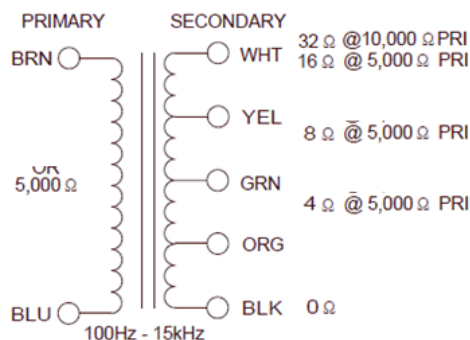 PRIMARY SECONDARY
BRN WHT 32 Ω @10,000 Ω PRI
16 Ω @ 5,000 Ω PRI
YEL
8 Ω @ 5,000 Ω PRI
5,000 Ω
GRN
4 Ω @ 5,000 Ω PRI
ORG
BLU BLK 0 Ω
100Hz - 15kHz